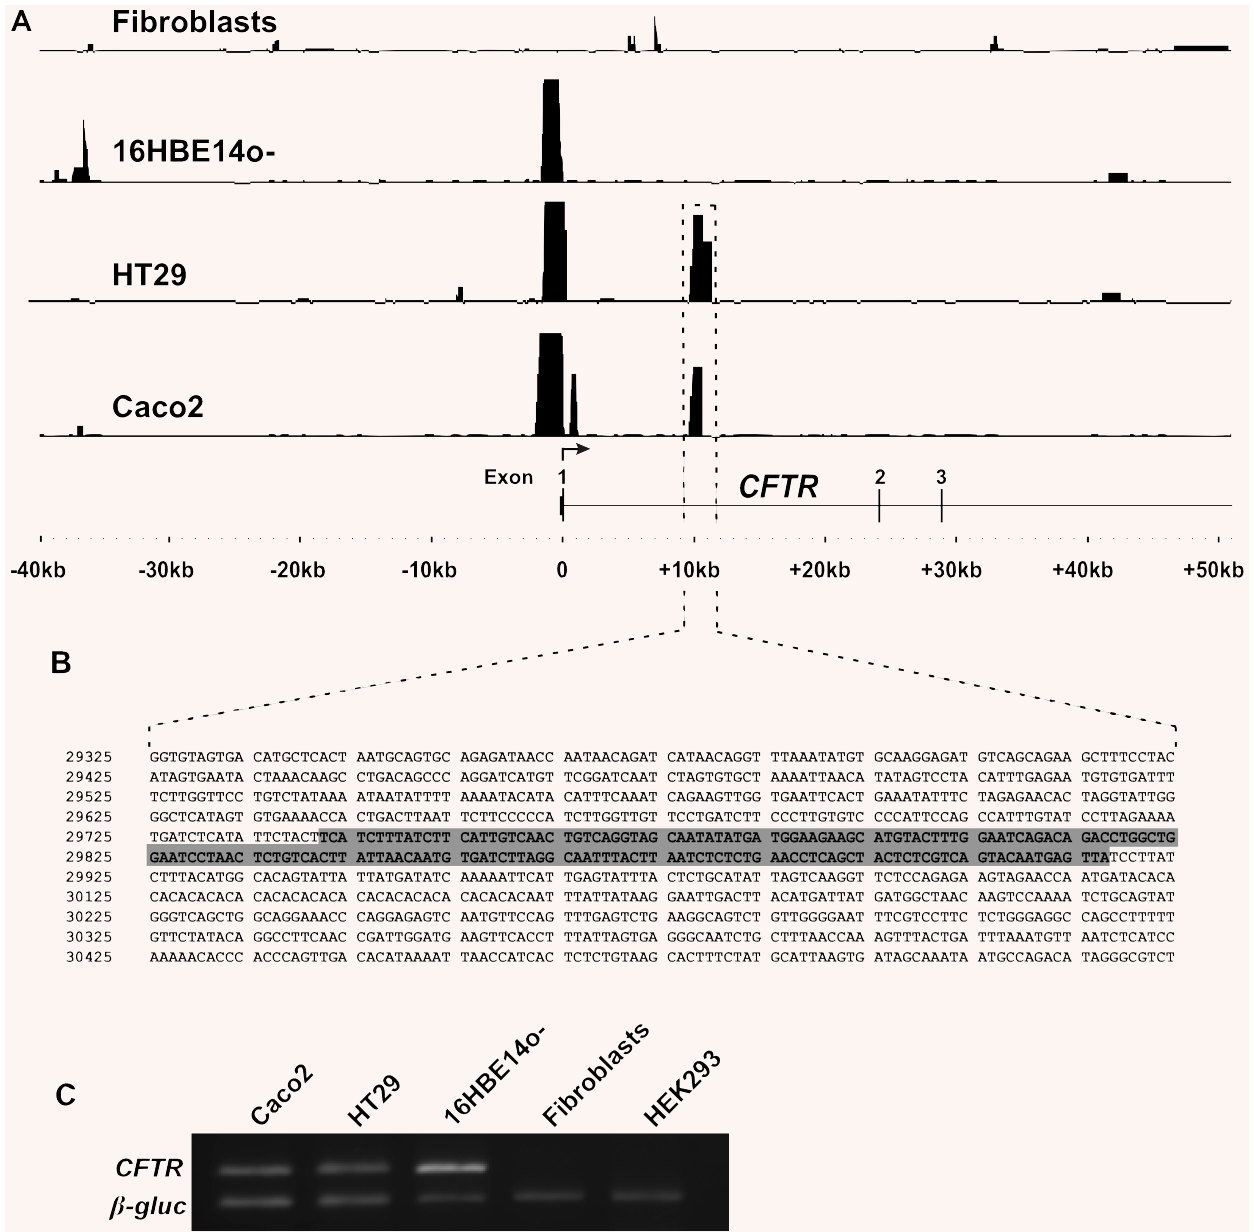 A
Fibroblasts
16HBE14o-
HT29
Caco2
Exon 1 CFTR 2 3
-40kb -30kb -20kb -10kb 0 +10kb +20kb +30kb +40kb +50kb
B
29325 GGTGTAGTGA CATGCTCACT AATGCAGTGC AGAGATAACC AATAACAGAT CATAACAGGT TTAAATATGT GCAAGGAGAT GTCAGCAGAA GCTTTCCTAC
29425 ATAGTGAATA CTAAACAAGC CTGACAGCCC AGGATCATGT TCGGATCAAT CTAGTGTGCT AAAATTAACA TATAGTCCTA CATTTGAGAA TGTGTGATTT
29525 TCTTGGTTCC TGTCTATAAA ATAATATTTT AAAATACATA CATTTCAAAT CAGAAGTTGG TGAATTCACT GAAATATTTC TAGAGAACAC TAGGTATTGG
29625 GGCTCATAGT GTGAAAACCA CTGACTTAAT TCTTCCCCCA TCTTGGTTGT TCCTGATCTT CCCTTGTGTC CCCATTCCAG CCATTTGTAT CCTTAGAAAA
29725 TGATCTCATA TTCTACTTCA TCTTTATCTT CATTGTCAAC TGTCAGGTAG CAATATATGA TGGAAGAAGC ATGTACTTTG GAATCAGACA GACCTGGCTG
29825 GAATCCTAAC TCTGTCACTT ATTAACAATG TGATCTTAGG CAATTTACTT AATCTCTCTG AACCTCAGCT ACTCTCGTCA GTACAATGAG TTATCCTTAT
29925 CTTTACATGG CACAGTATTA TTATGATATC AAAAATTCAT TGAGTATTTA CTCTGCATAT TAGTCAAGGT TCTCCAGAGA AGTAGAACCA ATGATACACA
30125 CACACACACA CACACACACA CACACACACA CACACACAAT TTATTATAAG GAATTGACTT ACATGATTAT GATGGCTAAC AAGTCCAAAA TCTGCAGTAT
30225 GGGTCAGCTG GCAGGAAACC CAGGAGAGTC AATGTTCCAG TTTGAGTCTG AAGGCAGTCT GTTGGGGAAT TTCGTCCTTC TCTGGGAGGC CAGCCTTTTT
30325 GTTCTATACA GGCCTTCAAC CGATTGGATG AAGTTCACCT TTATTAGTGA GGGCAATCTG CTTTAACCAA AGTTTACTGA TTTAAATGTT AATCTCATCC
30425 AAAAACACCC ACCCAGTTGA CACATAAAAT TAACCATCAC TCTCTGTAAG CACTTTCTAT GCATTAAGTG ATAGCAAATA ATGCCAGACA TAGGGCGTCT
C
Caco2 HT29 16HBE14o- Fibroblasts HEK293
CFTR
β-gluc